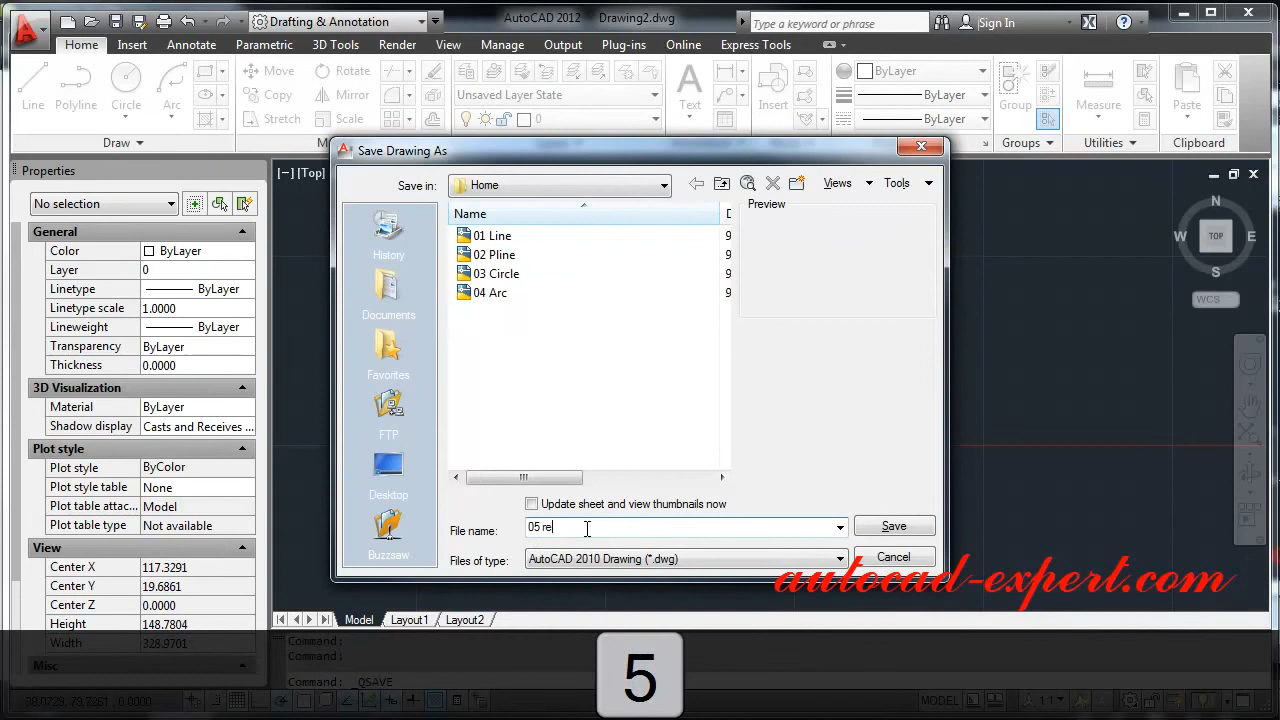 Drafting & Annotation
AutoCAD 2012 Drawing2.dwg
Type a keyword or phrase
Sign In
Home Insert Annotate Parametric 3D Tools Render View Manage Output Plug-ins Online Express Tools
Line Polyline Circle Arc
Move Rotate
Copy Mirror
Stretch Scale
Unsaved Layer State
0
Text
Insert
ByLayer
ByLayer
ByLayer
Group
Measure
Paste
Draw
Groups
Utilities
Clipboard
Properties
No selection
General
Color ByLayer
Layer 0
Linetype ByLayer
Linetype scale 1.0000
Lineweight ByLayer
Transparency ByLayer
Thickness 0.0000
3D Visualization
Material ByLayer
Shadow display Casts and Receives ...
Plot style
Plot style ByColor
Plot style table None
Plot table attac... Model
Plot table type Not available
View
Center X 117.3291
Center Y 19.6861
Center Z 0.0000
Height 148.7804
Width 328.9701
Misc
[−] [Top]
Save Drawing As
Save in: Home
Views Tools
History
Documents
Favorites
FTP
Desktop
Buzzsaw
Name
01 Line
02 Pline
03 Circle
04 Arc
Preview
Update sheet and view thumbnails now
File name: 05 re
Save
Files of type: AutoCAD 2010 Drawing (*.dwg)
Cancel
N
W TOP E
S
WCS
autocad-expert.com
Model Layout1 Layout2
Command:
Command:
Command: _QSAVE
5
MODEL
1:1